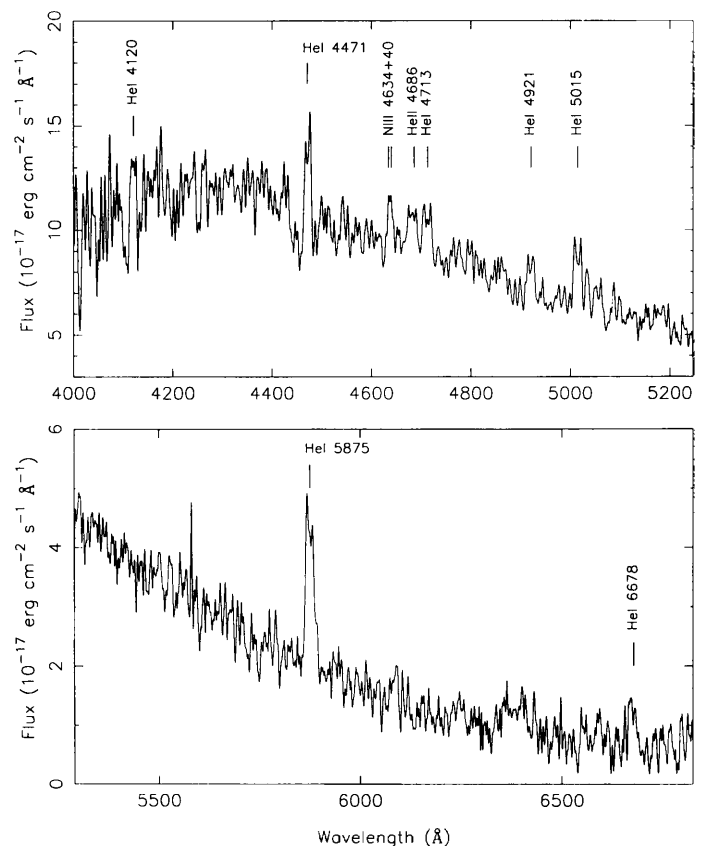 20
15
10
5
Flux (10⁻¹⁷ erg cm⁻² s⁻¹ Å⁻¹)
HeI 4120
HeI 4471
NIII 4634+40
HeII 4686
HeI 4713
HeI 4921
HeI 5015
4000 4200 4400 4600 4800 5000 5200
6
4
2
0
Flux (10⁻¹⁷ erg cm⁻² s⁻¹ Å⁻¹)
HeI 5875
HeI 6678
5500 6000 6500
Wavelength (Å)